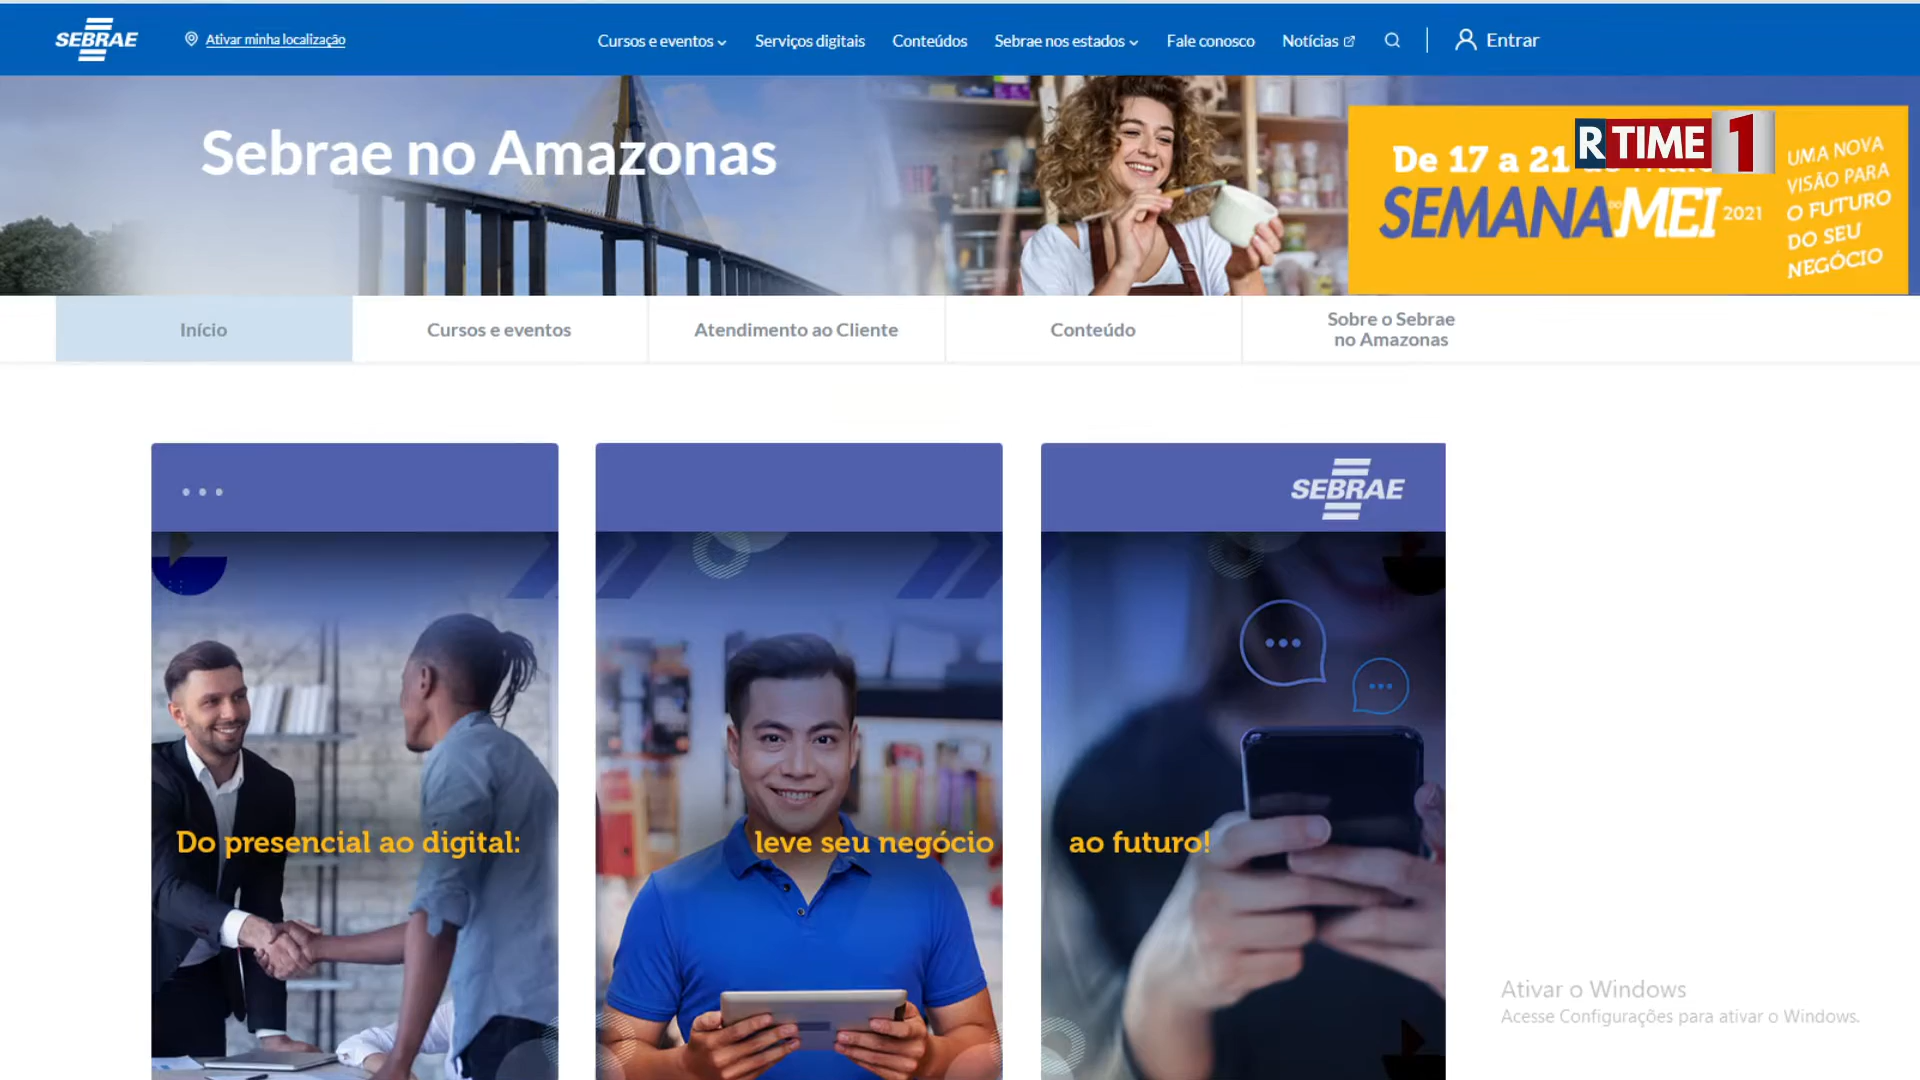 SEBRAE
Ativar minha localização
Cursos e eventos
Serviços digitais
Conteúdos
Sebrae nos estados
Fale conosco
Notícias
Entrar
Sebrae no Amazonas
De 17 a 21
R TIME 1
SEMANA DO MEI 2021
UMA NOVA
VISÃO PARA
O FUTURO
DO SEU
NEGÓCIO
Início
Cursos e eventos
Atendimento ao Cliente
Conteúdo
Sobre o Sebrae
no Amazonas
SEBRAE
Do presencial ao digital:
leve seu negócio
ao futuro!
Ativar o Windows
Acesse Configurações para ativar o Windows.